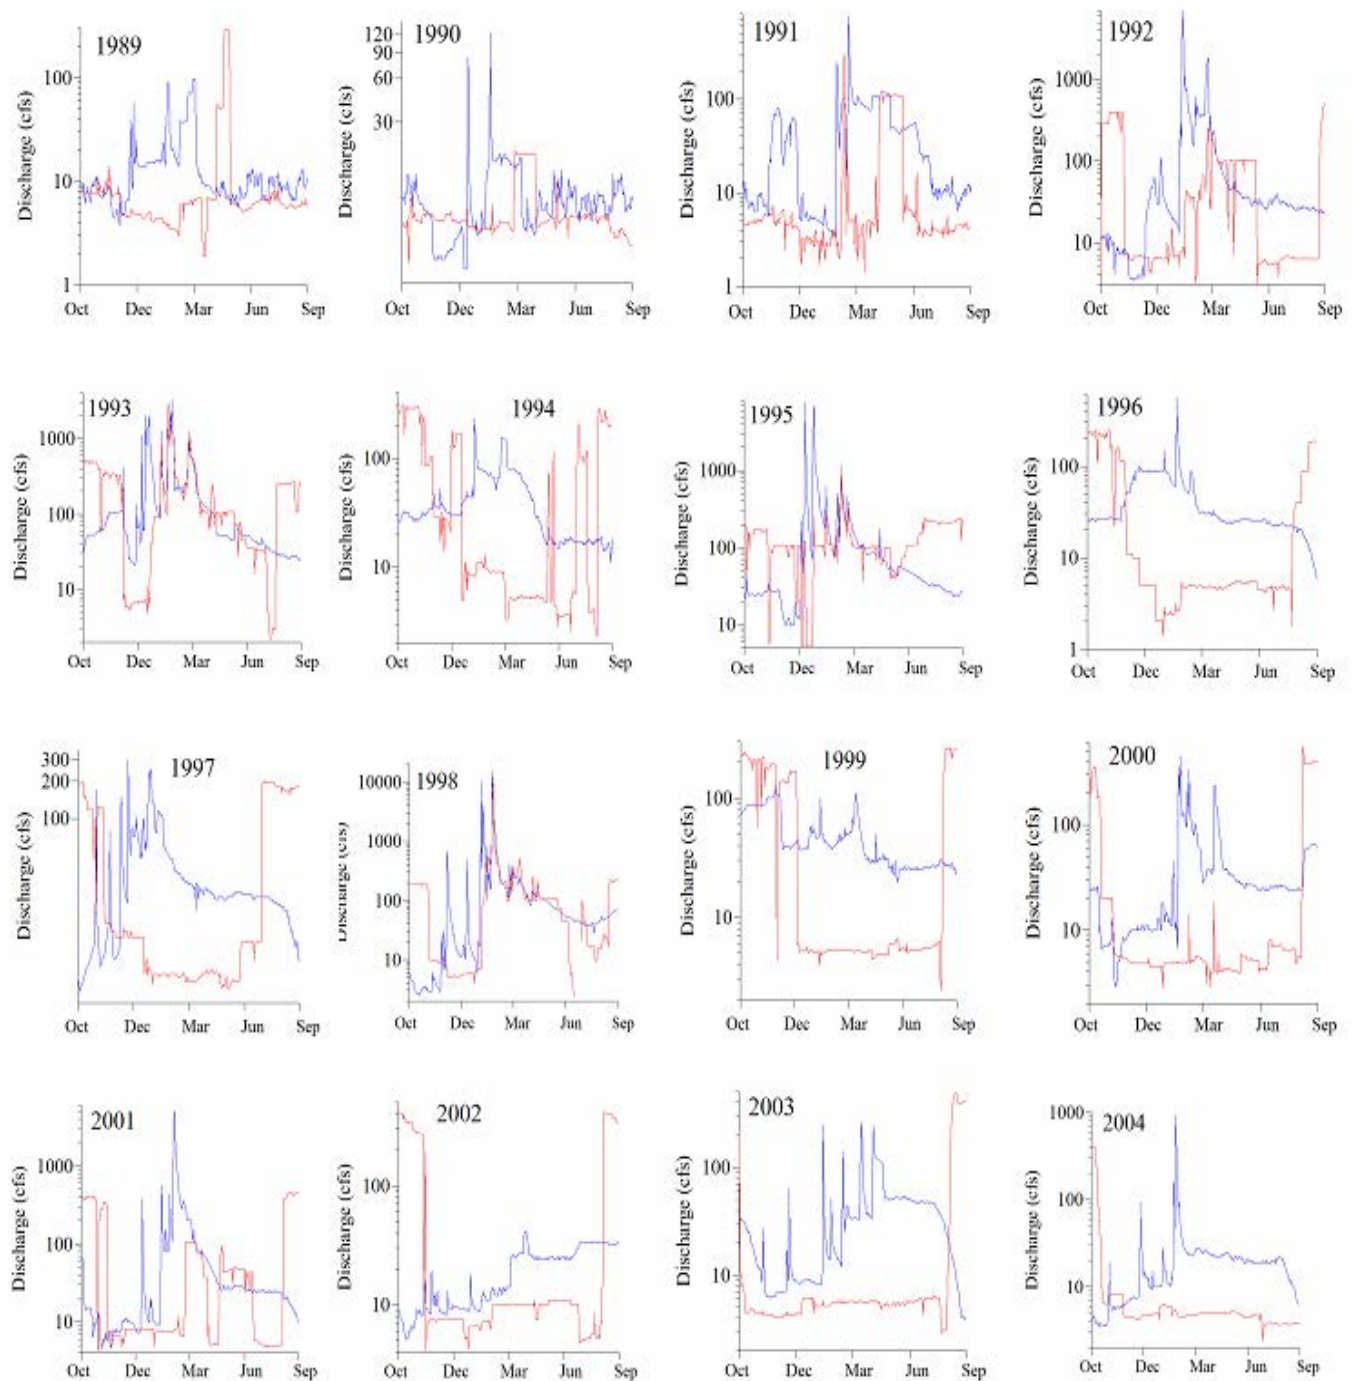 1989
Discharge (cfs)
100
10
1
Oct Dec Mar Jun Sep
1990
Discharge (cfs)
120
90
60
30
Oct Dec Mar Jun Sep
1991
Discharge (cfs)
100
10
1
Oct Dec Mar Jun Sep
1992
Discharge (cfs)
1000
100
10
Oct Dec Mar Jun Sep
1993
Discharge (cfs)
1000
100
10
Oct Dec Mar Jun Sep
1994
Discharge (cfs)
100
10
Oct Dec Mar Jun Sep
1995
Discharge (cfs)
1000
100
10
Oct Dec Mar Jun Sep
1996
Discharge (cfs)
100
10
1
Oct Dec Mar Jun Sep
1997
Discharge (cfs)
300
200
100
Oct Dec Mar Jun Sep
1998
Discharge (cfs)
10000
1000
100
10
Oct Dec Mar Jun Sep
1999
Discharge (cfs)
100
10
Oct Dec Mar Jun Sep
2000
Discharge (cfs)
100
10
Oct Dec Mar Jun Sep
2001
Discharge (cfs)
1000
100
10
Oct Dec Mar Jun Sep
2002
Discharge (cfs)
100
10
Oct Dec Mar Jun Sep
2003
Discharge (cfs)
100
10
Oct Dec Mar Jun Sep
2004
Discharge (cfs)
1000
100
10
Oct Dec Mar Jun Sep